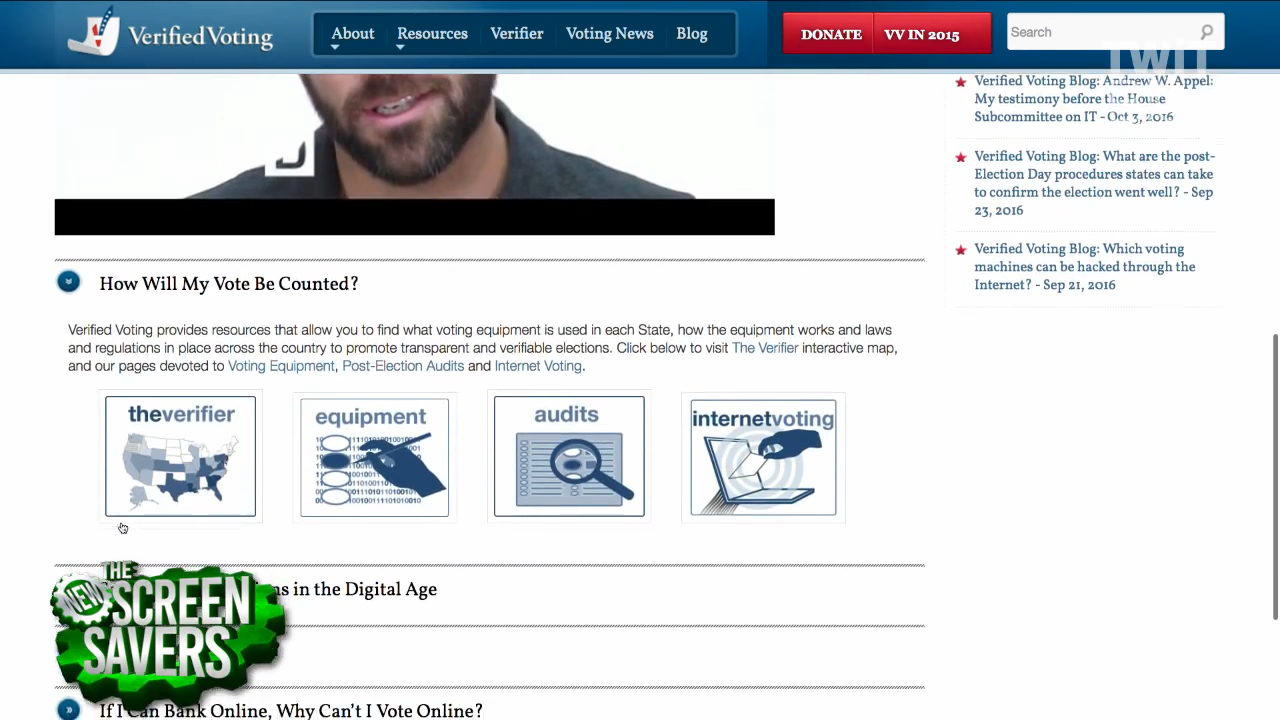 VerifiedVoting
About Resources Verifier Voting News Blog
DONATE VV IN 2015
Search
TWiT
Verified Voting Blog: Andrew W. Appel:
My testimony before the House
Subcommittee on IT - Oct 3, 2016
Verified Voting Blog: What are the post-
Election Day procedures states can take
to confirm the election went well? - Sep
23, 2016
Verified Voting Blog: Which voting
machines can be hacked through the
Internet? - Sep 21, 2016
How Will My Vote Be Counted?
Verified Voting provides resources that allow you to find what voting equipment is used in each State, how the equipment works and laws
and regulations in place across the country to promote transparent and verifiable elections. Click below to visit The Verifier interactive map,
and our pages devoted to Voting Equipment, Post-Election Audits and Internet Voting.
theverifier
equipment
audits
internetvoting
in the Digital Age
THE
NEW SCREEN
SAVERS
If I Can Bank Online, Why Can't I Vote Online?